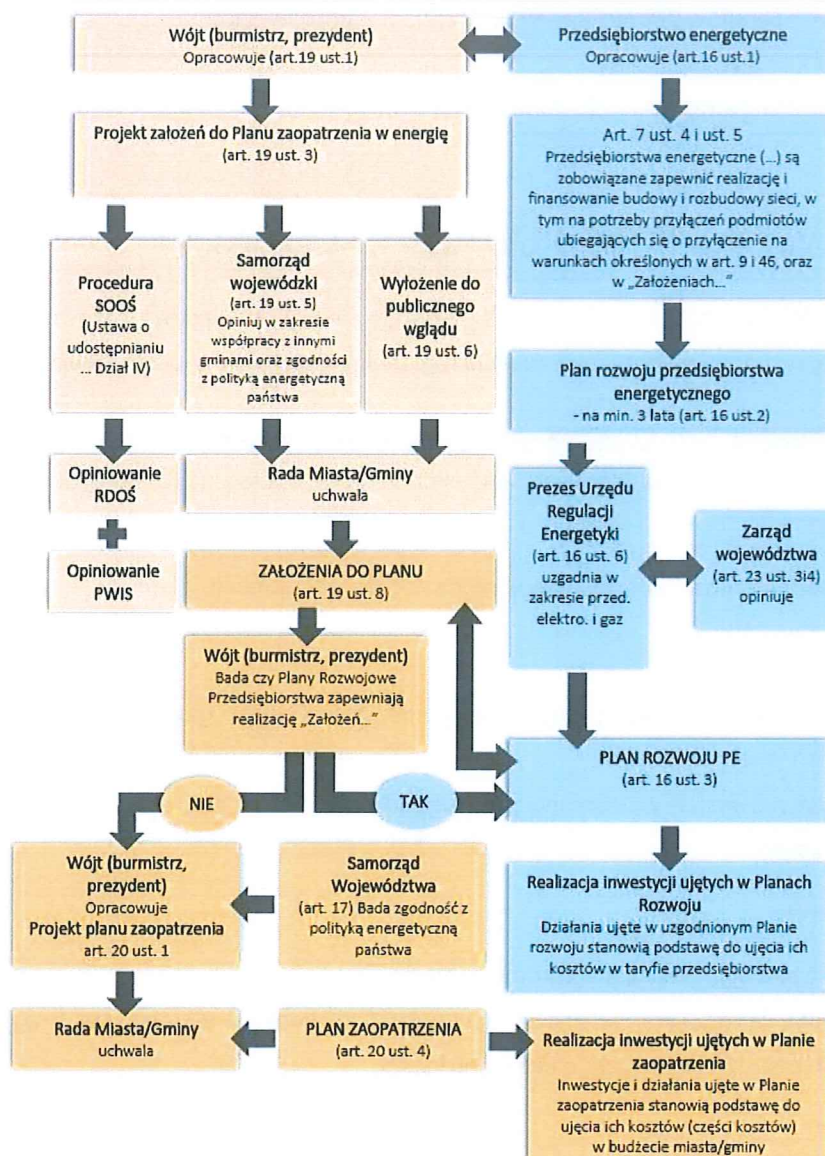 Wójt (burmistrz, prezydent)
Opracowuje (art.19 ust.1)
Przedsiębiorstwo energetyczne
Opracowuje (art.16 ust.1)
Projekt założeń do Planu zaopatrzenia w energię
(art. 19 ust. 3)
Art. 7 ust. 4 i ust. 5
Przedsiębiorstwa energetyczne (...) są
zobowiązane zapewnić realizację i
finansowanie budowy i rozbudowy sieci, w
tym na potrzeby przyłączeń podmiotów
ubiegających się o przyłączenie na
warunkach określonych w art. 9 i 46, oraz
w „Założeniach..."
Procedura
SOOŚ
(Ustawa o
udostępnianiu
... Dział IV)
Samorząd
wojewódzki
(art. 19 ust. 5)
Opiniuj w zakresie
współpracy z innymi
gminami oraz zgodności
z polityką energetyczną
państwa
Wyłożenie do
publicznego
wglądu
(art. 19 ust. 6)
Plan rozwoju przedsiębiorstwa
energetycznego
- na min. 3 lata (art. 16 ust.2)
Opiniowanie
RDOŚ
Rada Miasta/Gminy
uchwala
Prezes Urzędu
Regulacji
Energetyki
(art. 16 ust. 6)
uzgadnia w
zakresie przed.
elektro. i gaz
Zarząd
województwa
(art. 23 ust. 3i4)
opiniuje
Opiniowanie
PWIS
ZAŁOŻENIA DO PLANU
(art. 19 ust. 8)
Wójt (burmistrz, prezydent)
Bada czy Plany Rozwojowe
Przedsiębiorstwa zapewniają
realizację „Założeń..."
PLAN ROZWOJU PE
(art. 16 ust. 3)
NIE
TAK
Wójt (burmistrz,
prezydent)
Opracowuje
Projekt planu zaopatrzenia
art. 20 ust. 1
Samorząd
Województwa
(art. 17) Bada zgodność z
polityką energetyczną
państwa
Realizacja inwestycji ujętych w Planach
Rozwoju
Działania ujęte w uzgodnionym Planie
rozwoju stanowią podstawę do ujęcia ich
kosztów w taryfie przedsiębiorstwa
Rada Miasta/Gminy
uchwala
PLAN ZAOPATRZENIA
(art. 20 ust. 4)
Realizacja inwestycji ujętych w Planie
zaopatrzenia
Inwestycje i działania ujęte w Planie
zaopatrzenia stanowią podstawę do
ujęcia ich kosztów (części kosztów)
w budżecie miasta/gminy